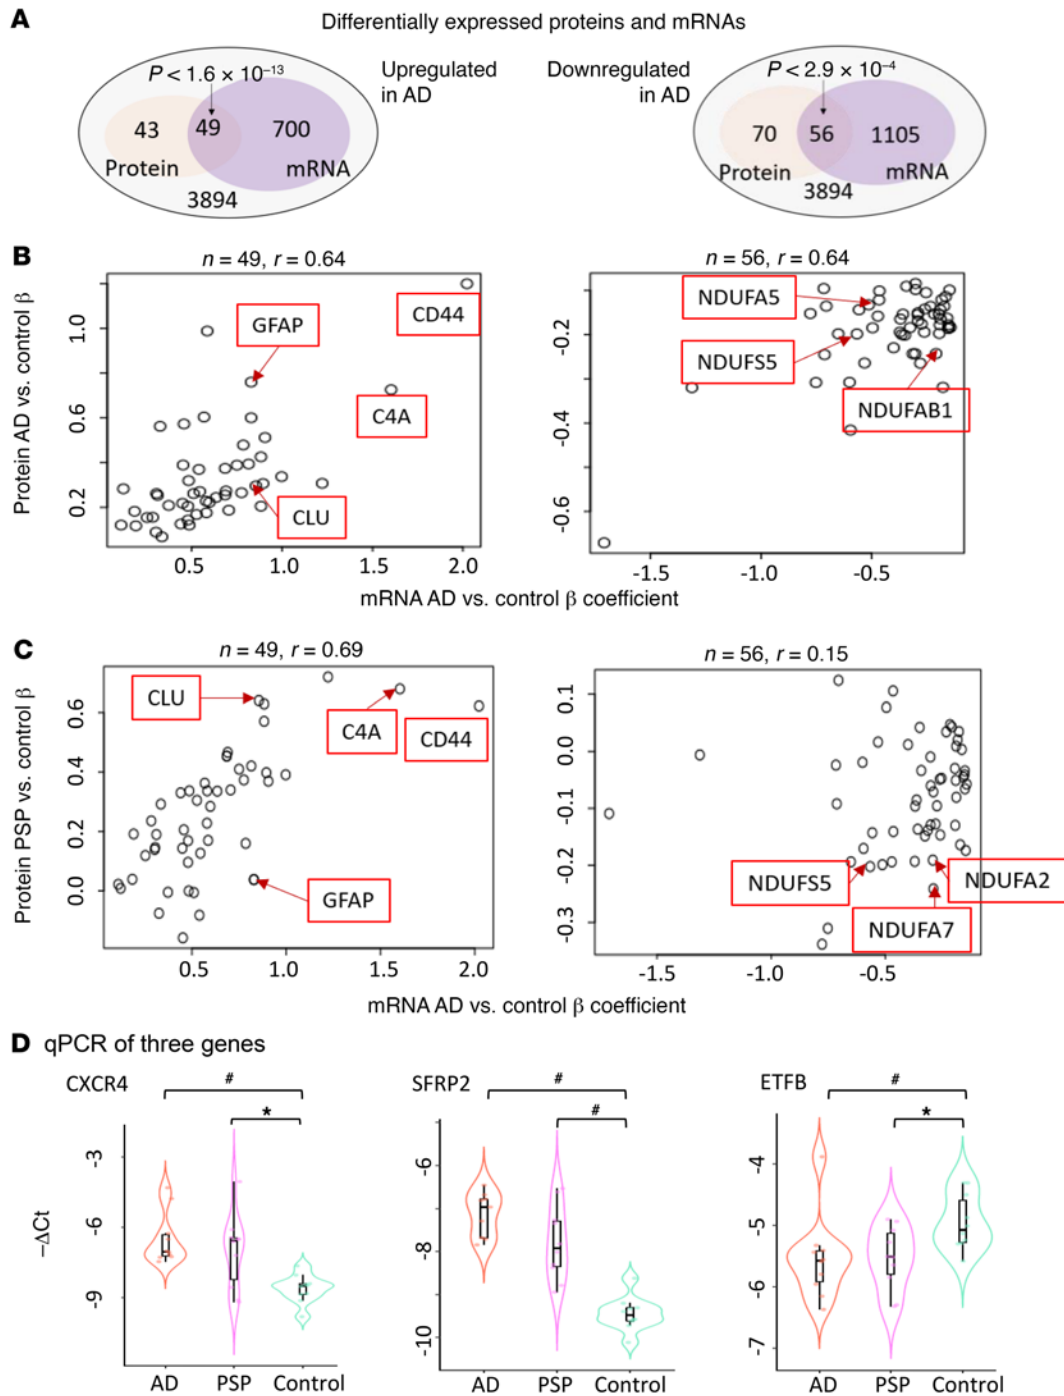 A
Differentially expressed proteins and mRNAs
P < 1.6 × 10–13
43
49
700
Protein
mRNA
3894
Upregulated
in AD
Downregulated
in AD
P < 2.9 × 10–4
70
56
1105
Protein
mRNA
3894
B
n = 49, r = 0.64
Protein AD vs. control β
1.0
0.6
0.2
GFAP
CD44
C4A
CLU
0.5
1.0
1.5
2.0
n = 56, r = 0.64
-0.2
-0.4
-0.6
NDUFA5
NDUFS5
NDUFAB1
-1.5
-1.0
-0.5
mRNA AD vs. control β coefficient
C
n = 49, r = 0.69
Protein PSP vs. control β
0.6
0.4
0.2
0.0
CLU
C4A
CD44
GFAP
0.5
1.0
1.5
2.0
n = 56, r = 0.15
0.1
0.0
-0.1
-0.2
-0.3
NDUFS5
NDUFA2
NDUFA7
-1.5
-1.0
-0.5
mRNA AD vs. control β coefficient
D qPCR of three genes
CXCR4
#
*
−ΔCt
-3
-6
-9
AD
PSP
Control
SFRP2
#
#
-6
-8
-10
AD
PSP
Control
ETFB
#
*
-4
-5
-6
-7
AD
PSP
Control